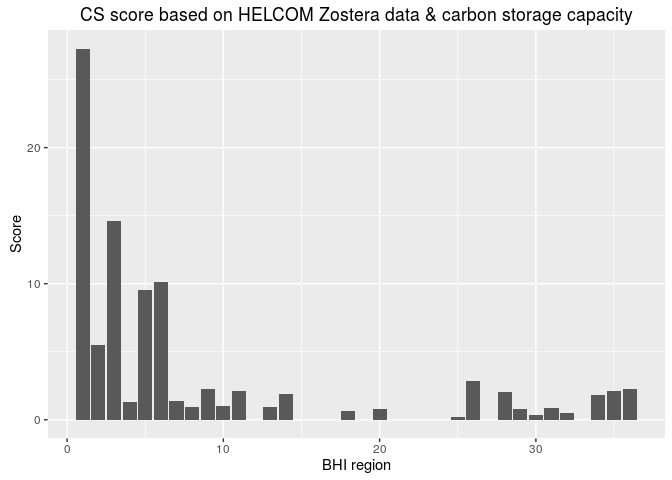 CS score based on HELCOM Zostera data & carbon storage capacity
Score
20
10
0
0 10 20 30
BHI region